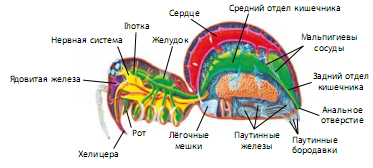 Сердце
Средний отдел кишечника
Глотка
Нервная система
Желудок
Мальпигиевы
сосуды
Ядовитая железа
Задний отдел
кишечника
Анальное
отверстие
Рот
Хелицера
Лёгочные
мешки
Паутинные
железы
Паутинные
бородавки